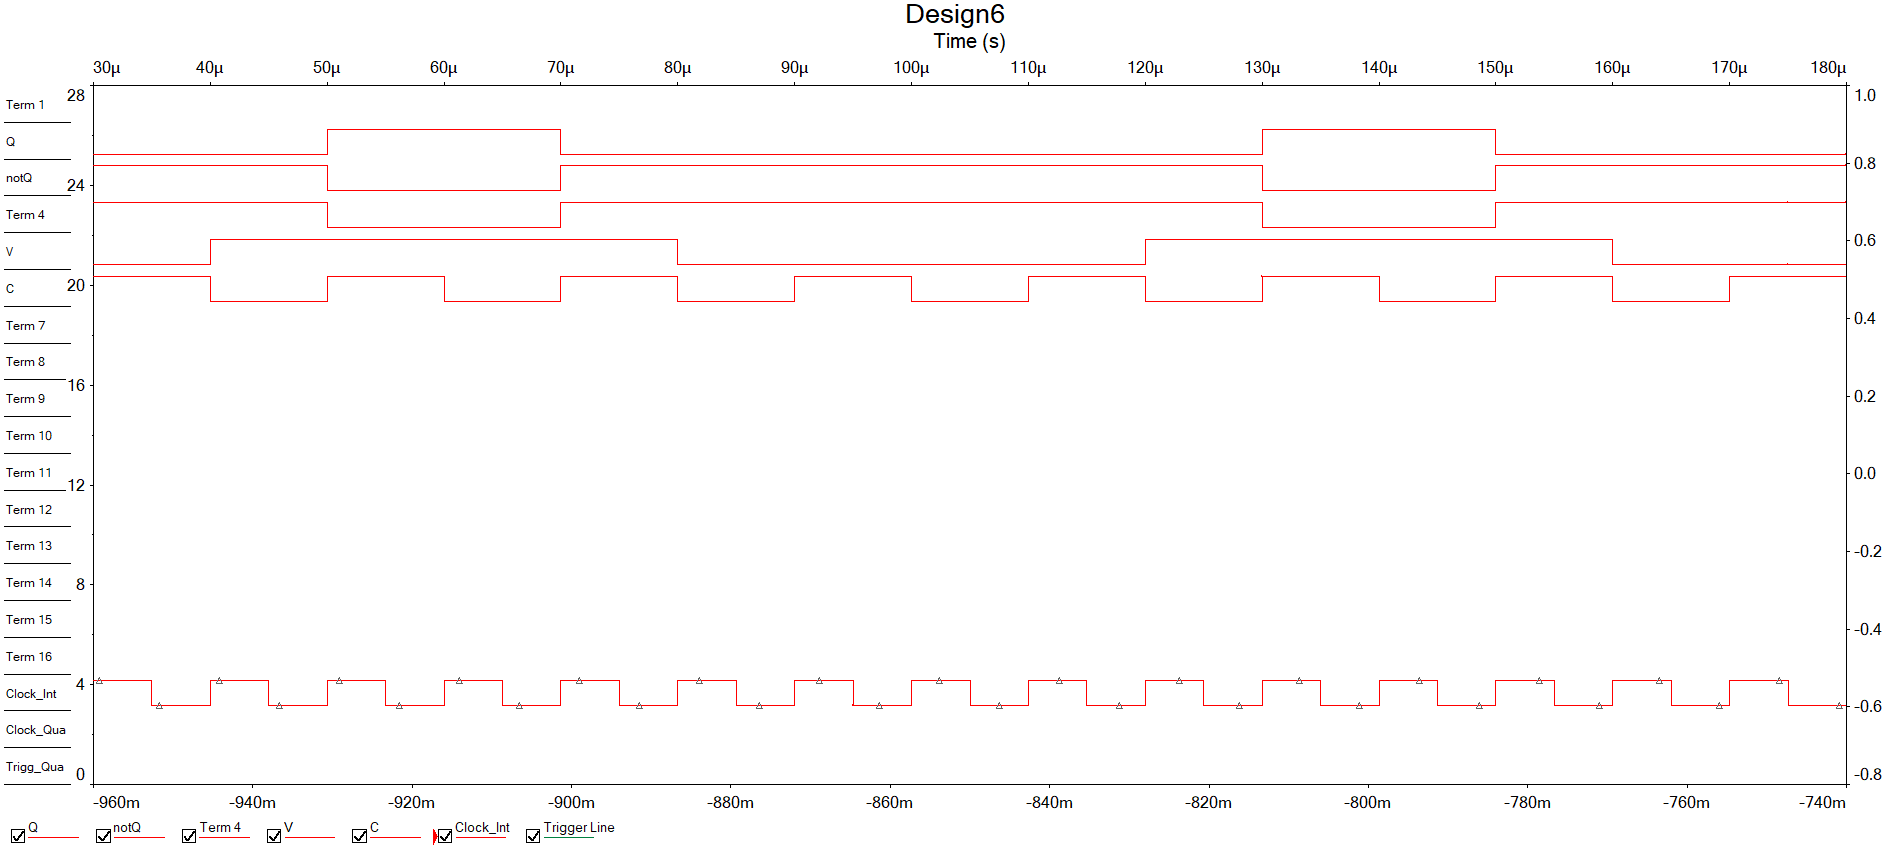 Design6
Time (s)
30µ 40µ 50µ 60µ 70µ 80µ 90µ 100µ 110µ 120µ 130µ 140µ 150µ 160µ 170µ 180µ
Term 1 28 1.0
Q
0.8
notQ 24
Term 4
0.6
V
C 20
Term 7 0.4
Term 8
16
Term 9 0.2
Term 10
Term 11 0.0
12
Term 12
Term 13 -0.2
Term 14 8
Term 15 -0.4
Term 16
Clock_Int 4
-0.6
Clock_Qua
Trigg_Qua 0 -0.8
-960m -940m -920m -900m -880m -860m -840m -820m -800m -780m -760m -740m
Q notQ Term 4 V C Clock_Int Trigger Line